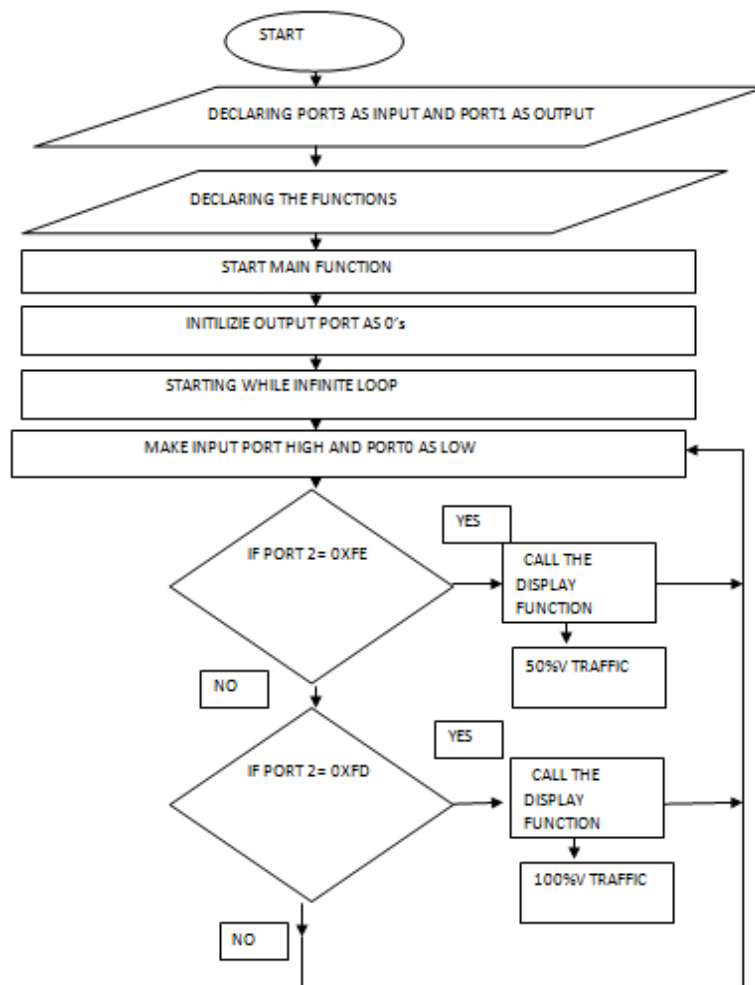 START
DECLARING PORT3 AS INPUT AND PORT1 AS OUTPUT
DECLARING THE FUNCTIONS
START MAIN FUNCTION
INITILIZIE OUTPUT PORT AS 0's
STARTING WHILE INFINITE LOOP
MAKE INPUT PORT HIGH AND PORT0 AS LOW
IF PORT 2= 0XFE
YES
CALL THE
DISPLAY
FUNCTION
50%V TRAFFIC
NO
IF PORT 2= 0XFD
YES
CALL THE
DISPLAY
FUNCTION
100%V TRAFFIC
NO